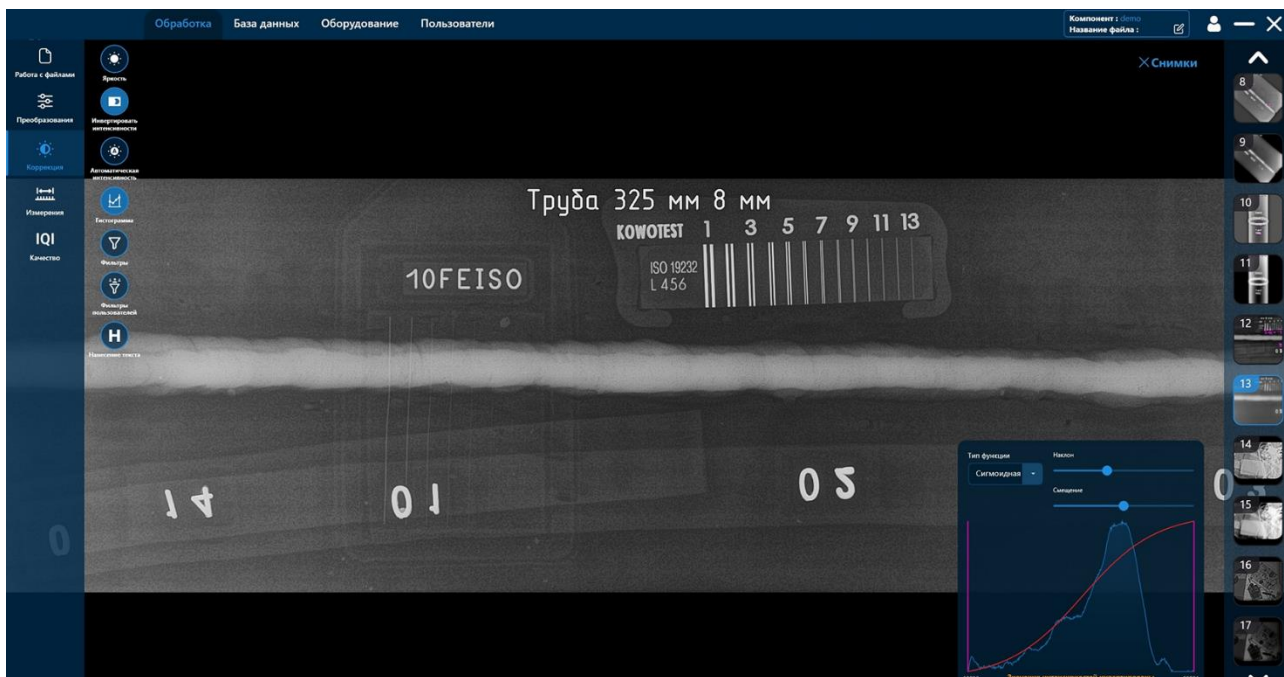 Обработка База данных Оборудование Пользователи
Компонент : demo
Название файла :
Работа с файлами
Преобразования
Коррекция
Измерения
IQI
Качество
Яркость
Инвертировать
интенсивности
A
Автоматическая
интенсивность
Гистограмма
Фильтры
Фильтры
пользователей
H
Нанесение текста
Снимки
Труба 325 мм 8 мм
KOWOTEST 1 3 5 7 9 11 13
ISO 19232
L 456
10FEISO
14
01
02
0
8
9
10
11
12
13
14
15
16
17
Тип функции
Сигмоидная
Наклон
Смещение